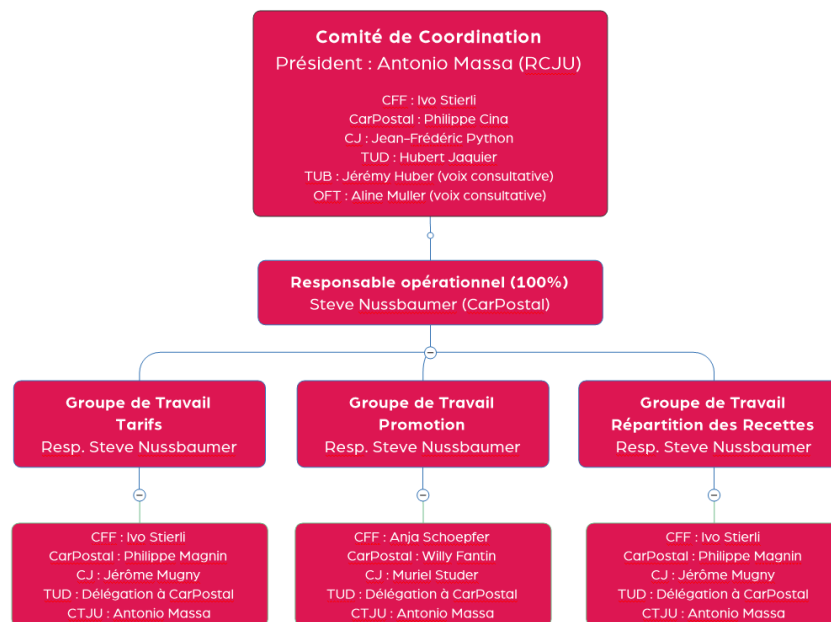 Comité de Coordination
Président : Antonio Massa (RCJU)
CFF : Ivo Stierli
CarPostal : Philippe Cina
CJ : Jean-Frédéric Python
TUD : Hubert Jaquier
TUB : Jérémy Huber (voix consultative)
OFT : Aline Muller (voix consultative)
Responsable opérationnel (100%)
Steve Nussbaumer (CarPostal)
Groupe de Travail
Tarifs
Resp. Steve Nussbaumer
Groupe de Travail
Promotion
Resp. Steve Nussbaumer
Groupe de Travail
Répartition des Recettes
Resp. Steve Nussbaumer
CFF : Ivo Stierli
CarPostal : Philippe Magnin
CJ : Jérôme Mugny
TUD : Délégation à CarPostal
CTJU : Antonio Massa
CFF : Anja Schoepfer
CarPostal : Willy Fantin
CJ : Muriel Studer
TUD : Délégation à CarPostal
CTJU : Antonio Massa
CFF : Ivo Stierli
CarPostal : Philippe Magnin
CJ : Jérôme Mugny
TUD : Délégation à CarPostal
CTJU : Antonio Massa